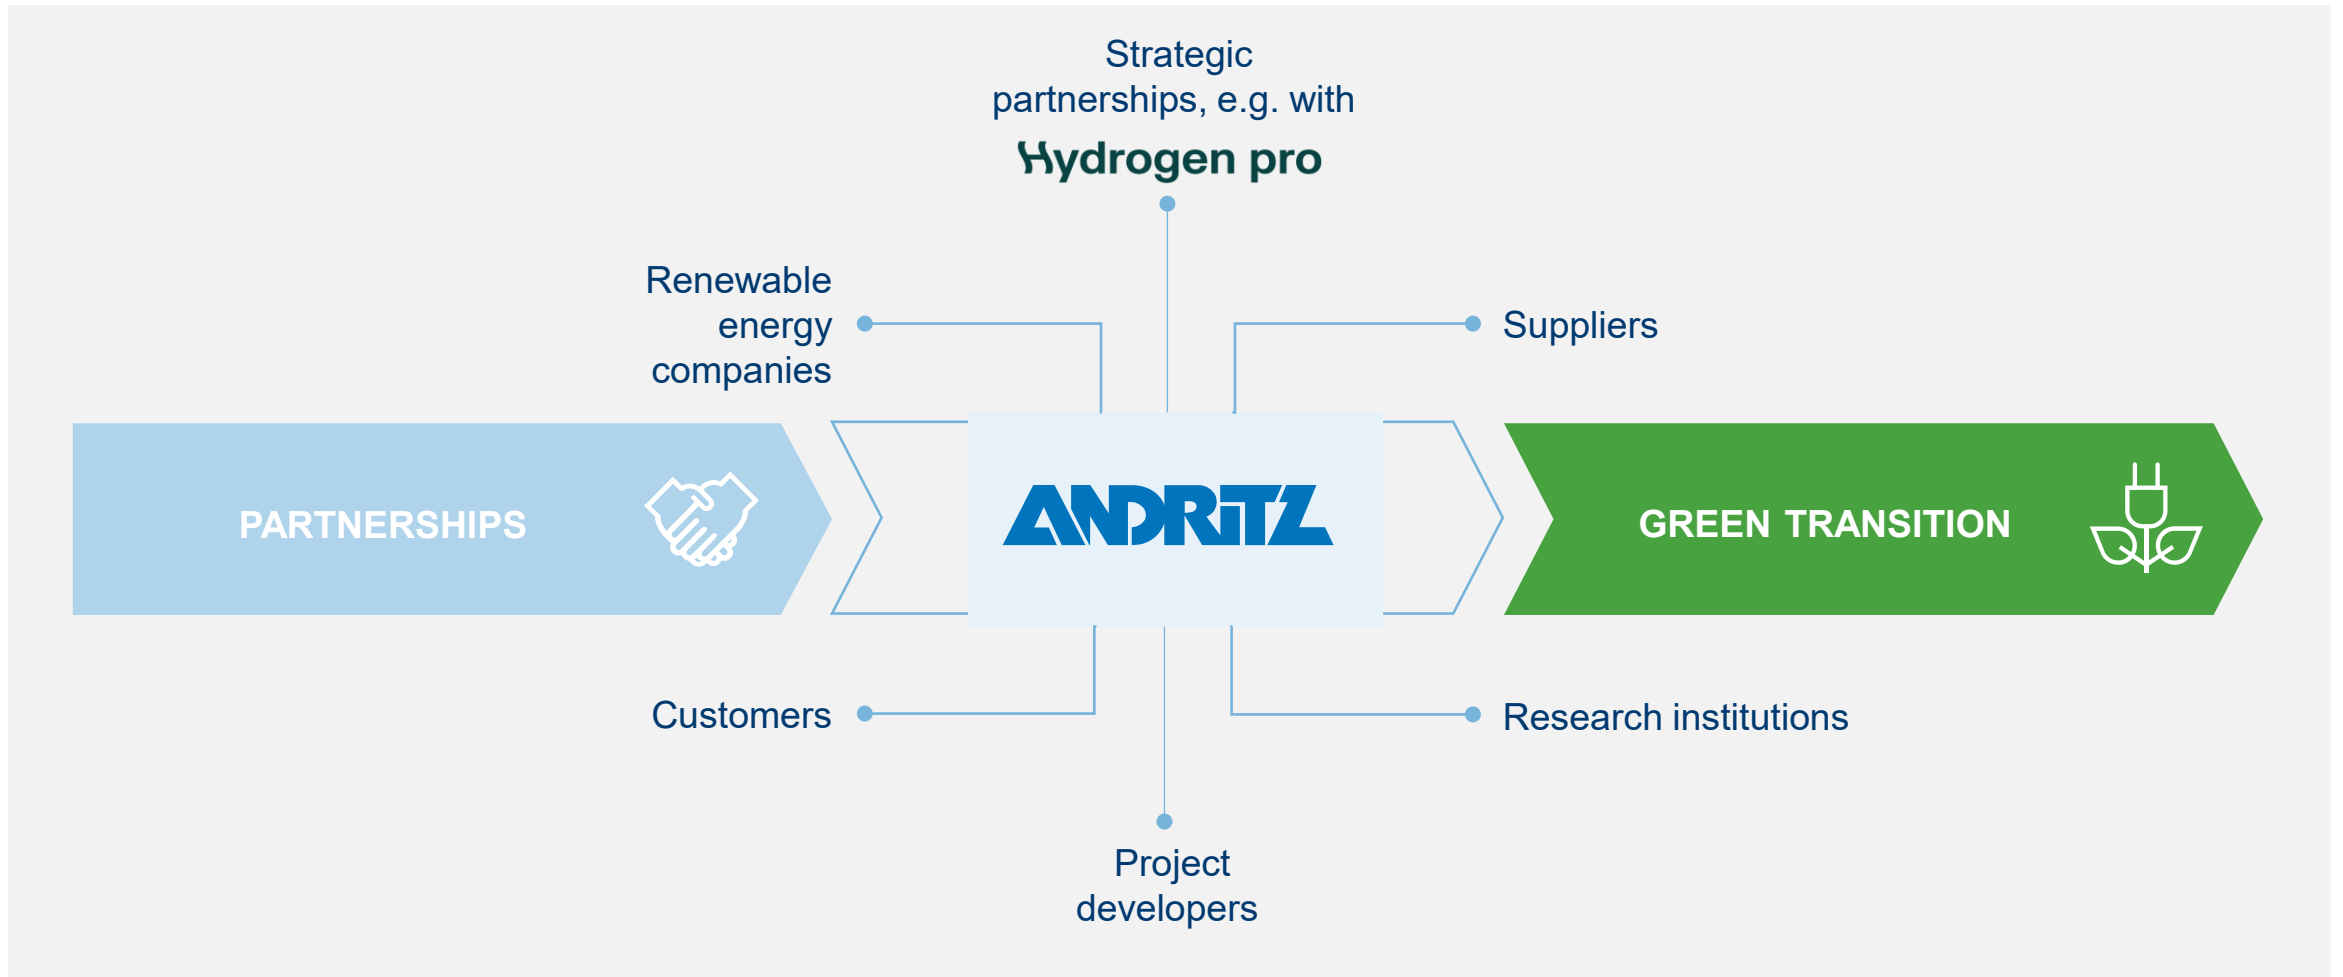 Strategic
partnerships, e.g. with
Hydrogen pro
Renewable
energy
companies
Suppliers
PARTNERSHIPS
ANDRITZ
GREEN TRANSITION
Customers
Research institutions
Project
developers